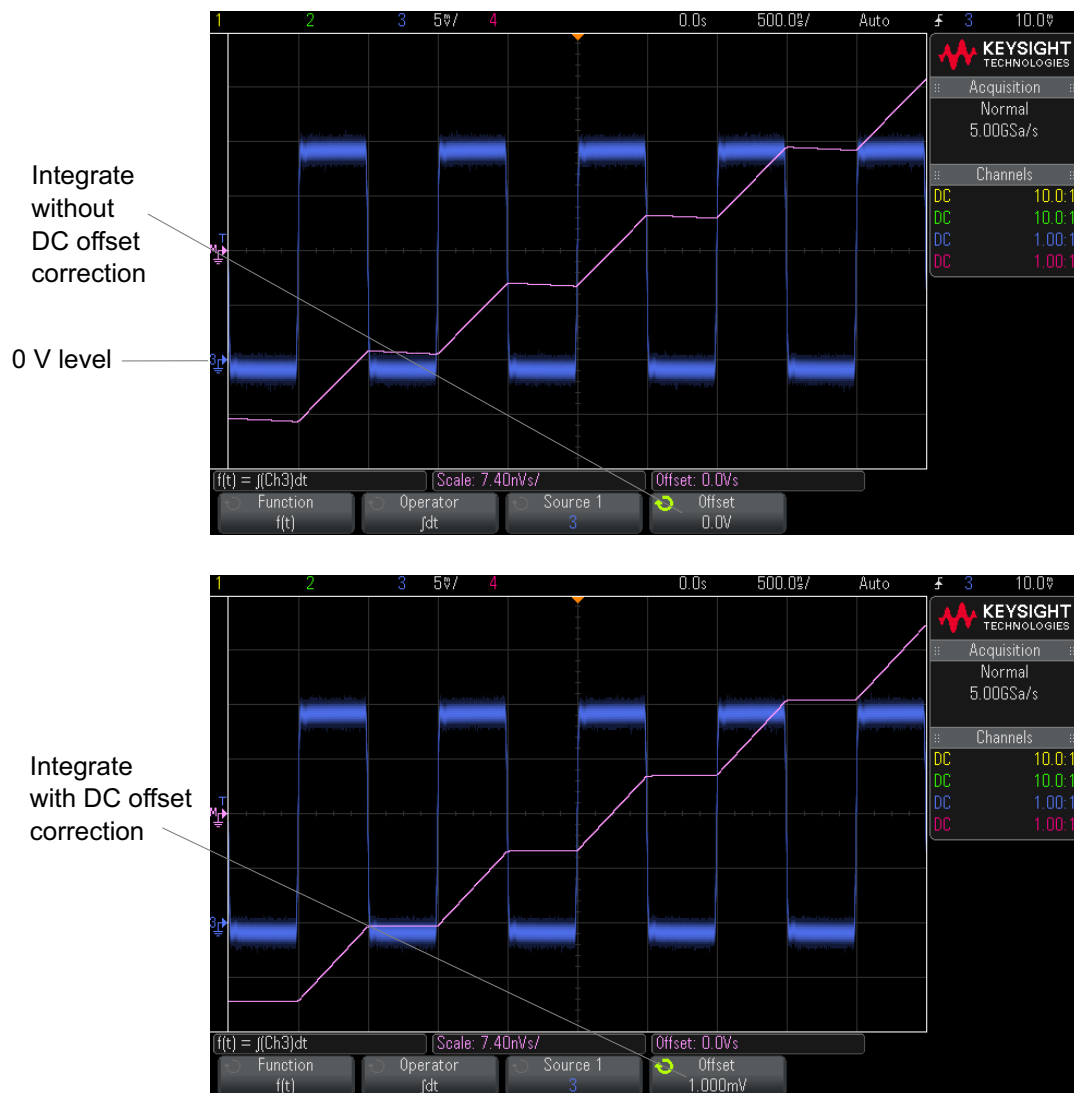 1 2 3 5mV/ 4 0.0s 500.0ns/ Auto 3 10.0V
KEYSIGHT
TECHNOLOGIES
Acquisition
Normal
5.00GSa/s
Channels
DC 10.0:1
DC 10.0:1
DC 1.00:1
DC 1.00:1
Integrate
without
DC offset
correction
T
M
0 V level
3
f(t) = ∫(Ch3)dt Scale: 7.40nVs/ Offset: 0.0Vs
Function Operator Source 1 Offset
f(t) ∫dt 3 0.0V
1 2 3 5mV/ 4 0.0s 500.0ns/ Auto 3 10.0V
KEYSIGHT
TECHNOLOGIES
Acquisition
Normal
5.00GSa/s
Channels
DC 10.0:1
DC 10.0:1
DC 1.00:1
DC 1.00:1
Integrate
with DC offset
correction
T
M
3
f(t) = ∫(Ch3)dt Scale: 7.40nVs/ Offset: 0.0Vs
Function Operator Source 1 Offset
f(t) ∫dt 3 1.000mV